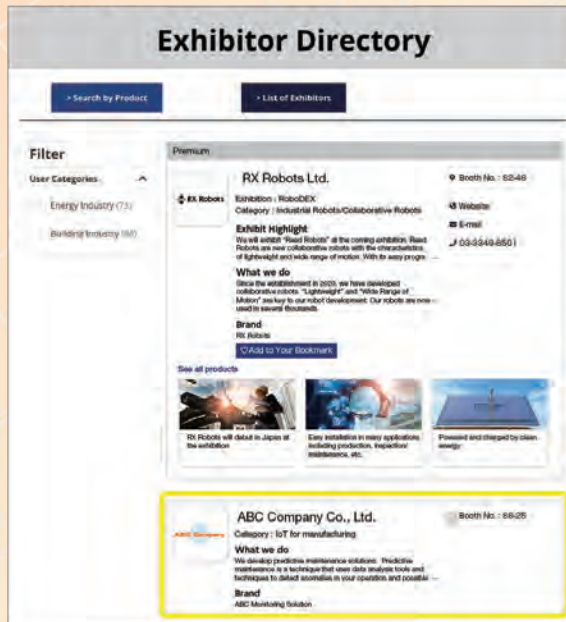 Exhibitor Directory
> Search by Product
> List of Exhibitors
Filter
User Categories
Energy Industry (73)
Building Industry
Premium
RX Robots
RX Robots Ltd.
Exhibition : RoboDEX
Category : Industrial Robots/Collaborative Robots
Booth No. : S2-46
Website
E-mail
03-3349-8501
Exhibit Highlight
We will exhibit "Reed Robots" at the coming exhibition. Reed
Robots are new collaborative robots with the characteristics
of lightweight and wide range of motion. With its easy progra ...
What we do
Since the establishment in 2020, we have developed
collaborative robots. "Lightweight" and "Wide Range of
Motion" are key to our robot development. Our robots are now
used in several thousands
Brand
RX Robots
Add to Your Bookmark
See all products
RX Robots will debut in Japan at
the exhibition
Easy installation in many applications
including production, inspection/
maintenance, etc.
Powered and charged by clean
energy
ABC Company
ABC Company Co., Ltd.
Booth No. : S8-25
Category : IoT for manufacturing
What we do
We develop predictive maintenance solutions. Predictive
maintenance is a technique that uses data analysis tools and
techniques to detect anomalies in your operation and possible ...
Brand
ABC Monitoring Solution